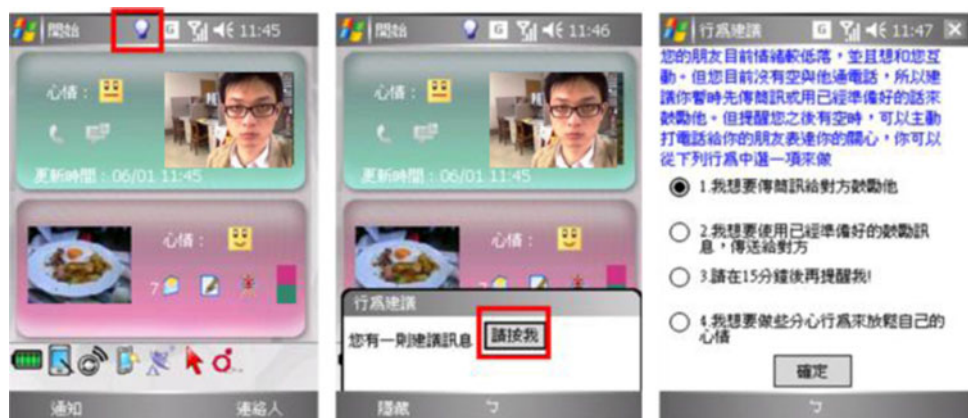 開始
11:45
心情：
更新時間：06/01 11:45
心情：
7
通知
連絡人
開始
11:46
心情：
更新時間：06/01 11:45
心情：
行為建議
您有一則建議訊息
請按我
隱藏
行為建議
11:47
您的朋友目前情緒較低落，並且想和您互
動。但您目前沒有空與他通電話，所以建
議你暫時先傳簡訊或用已經準備好的話來
鼓勵他。但提醒您之後有空時，可以主動
打電話給你的朋友表達你的關心，你可以
從下列行為中選一項來做
1.我想要傳簡訊給對方鼓勵他
2.我想要使用已經準備好的鼓勵訊
息，傳送給對方
3.請在15分鐘後再提醒我!
4.我想要做些分心行為來放鬆自己的
心情
確定